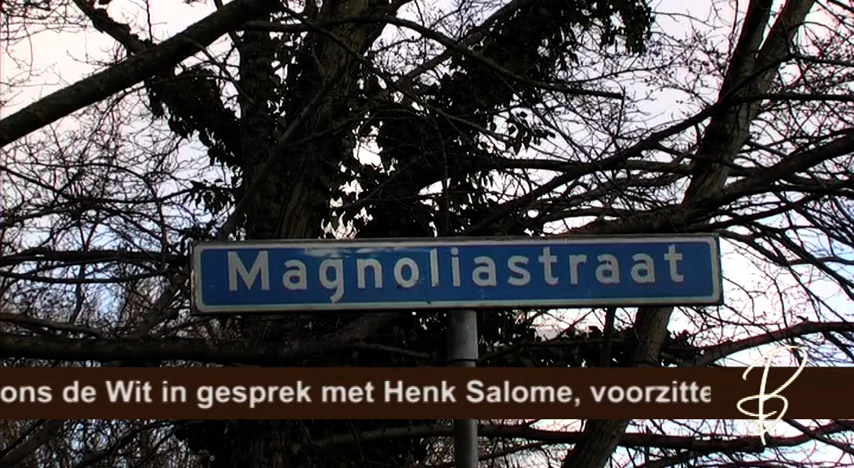 Magnoliastraat
ons de Wit in gesprek met Henk Salome, voorzitte